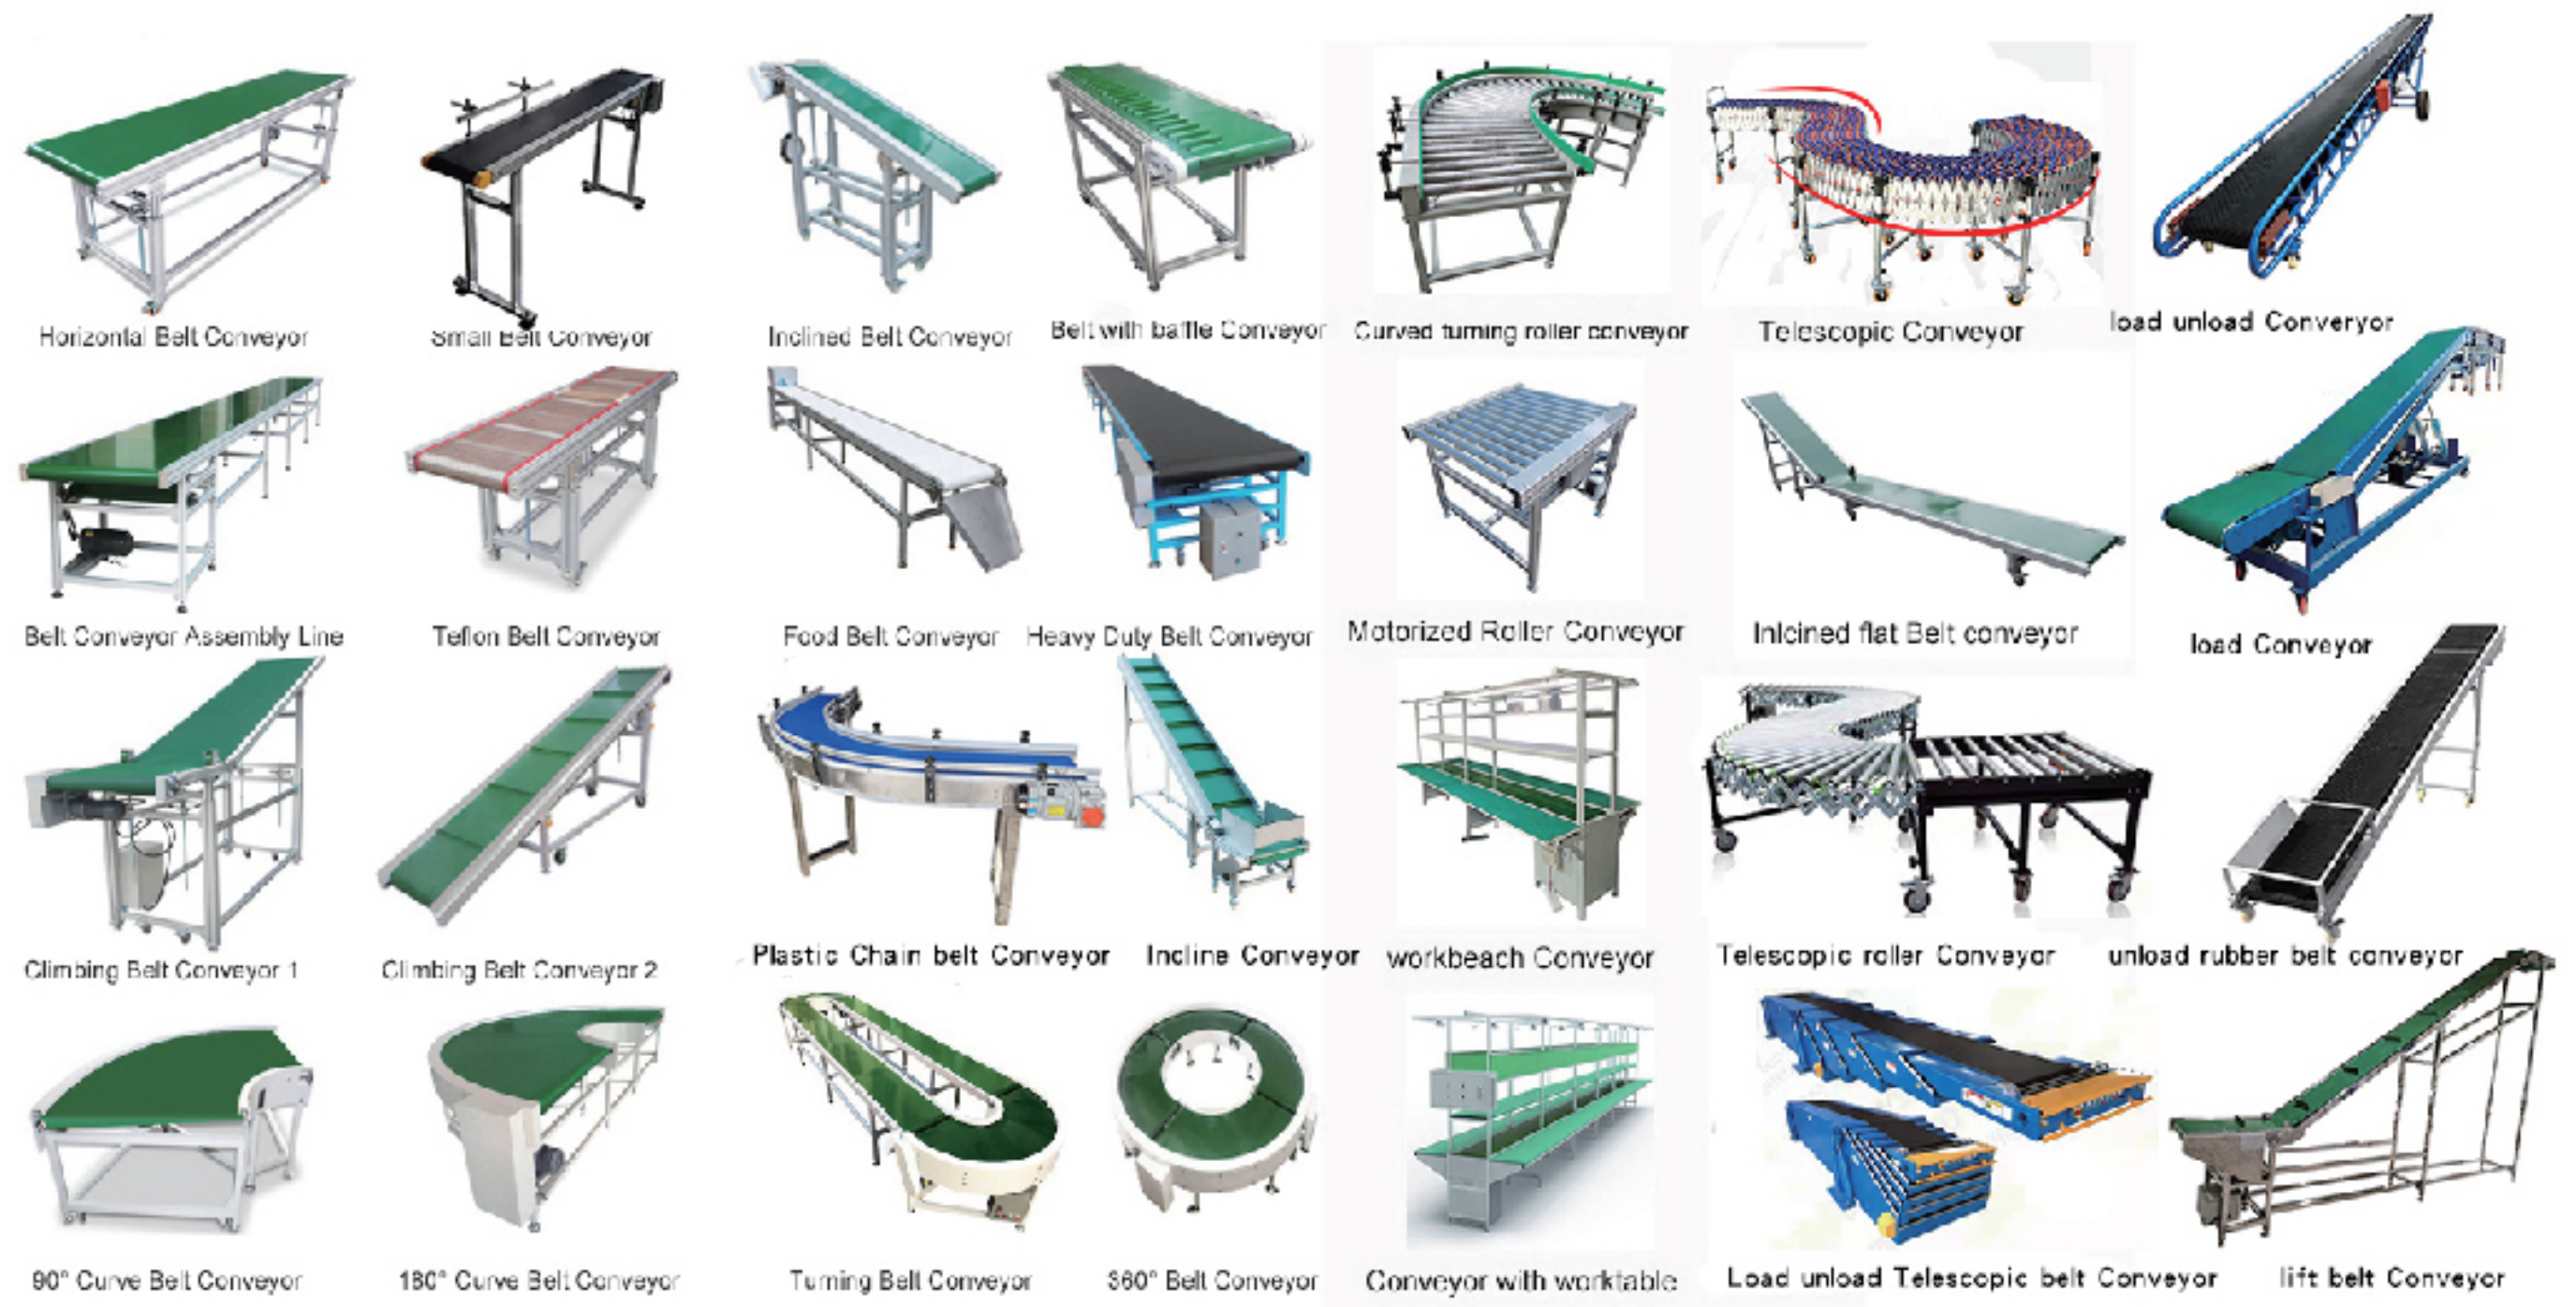 Horizontal Belt Conveyor
Small Belt Conveyor
Inclined Belt Conveyor
Belt with baffle Conveyor
Curved turning roller conveyor
Telescopic Conveyor
load unload Converyor
Belt Conveyor Assembly Line
Teflon Belt Conveyor
Food Belt Conveyor
Heavy Duty Belt Conveyor
Motorized Roller Conveyor
Inlcined flat Belt conveyor
load Conveyor
Climbing Belt Conveyor 1
Climbing Belt Conveyor 2
Plastic Chain belt Conveyor
Incline Conveyor
workbeach Conveyor
Telescopic roller Conveyor
unload rubber belt conveyor
90° Curve Belt Conveyor
180° Curve Belt Conveyor
Turning Belt Conveyor
360° Belt Conveyor
Conveyor with worktable
Load unload Telescopic belt Conveyor
lift belt Conveyor